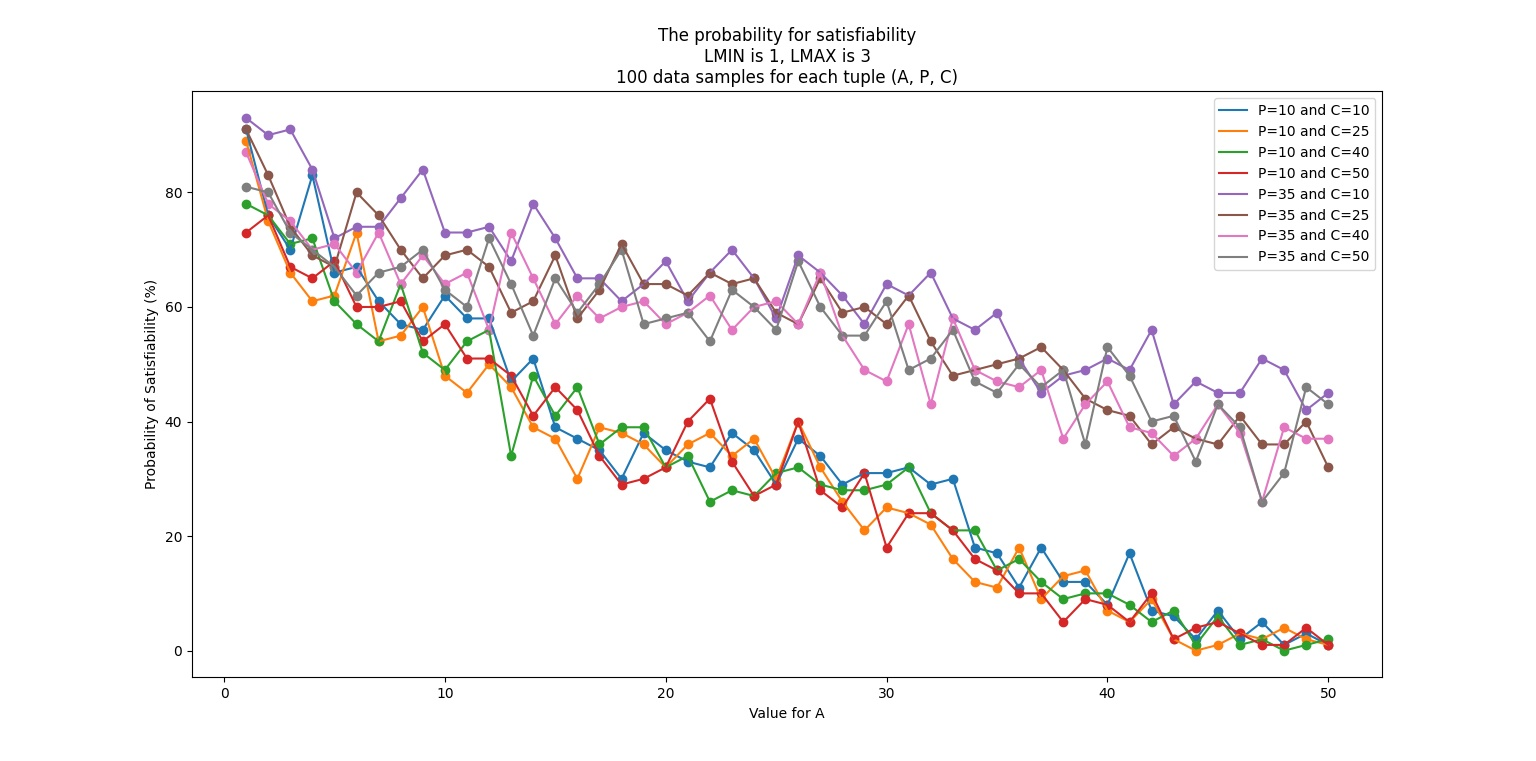 The probability for satisfiability
LMIN is 1, LMAX is 3
100 data samples for each tuple (A, P, C)
P=10 and C=10
P=10 and C=25
P=10 and C=40
P=10 and C=50
P=35 and C=10
P=35 and C=25
P=35 and C=40
P=35 and C=50
Probability of Satisfiability (%)
80
60
40
20
0
0 10 20 30 40 50
Value for A